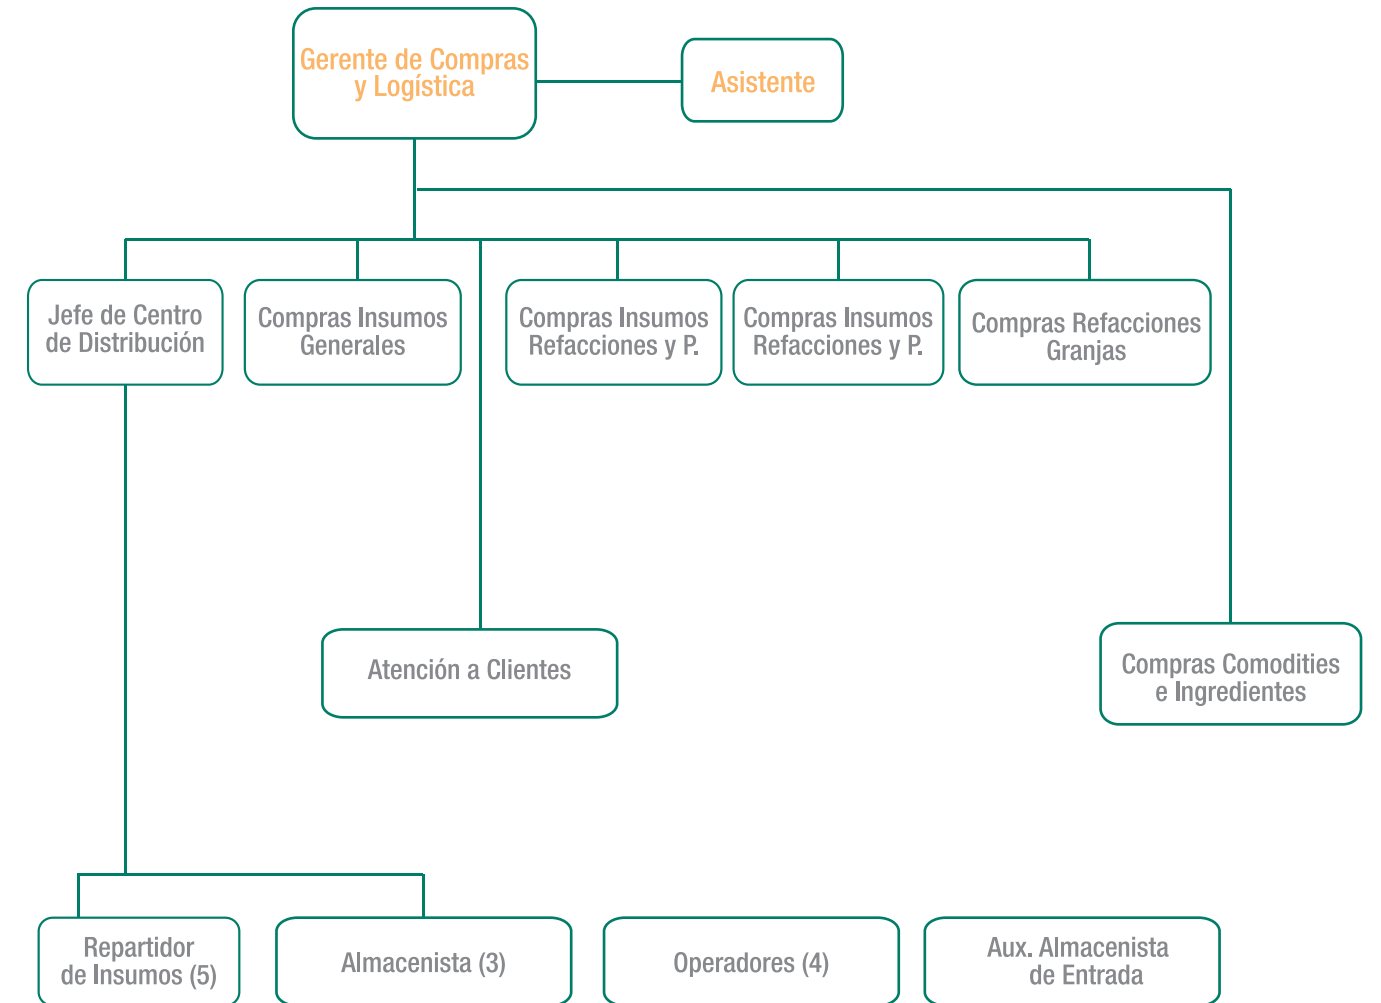 Gerente de Compras
y Logística
Asistente
Jefe de Centro
de Distribución
Compras Insumos
Generales
Compras Insumos
Refacciones y P.
Compras Insumos
Refacciones y P.
Compras Refacciones
Granjas
Atención a Clientes
Compras Comodities
e Ingredientes
Repartidor
de Insumos (5)
Almacenista (3)
Operadores (4)
Aux. Almacenista
de Entrada